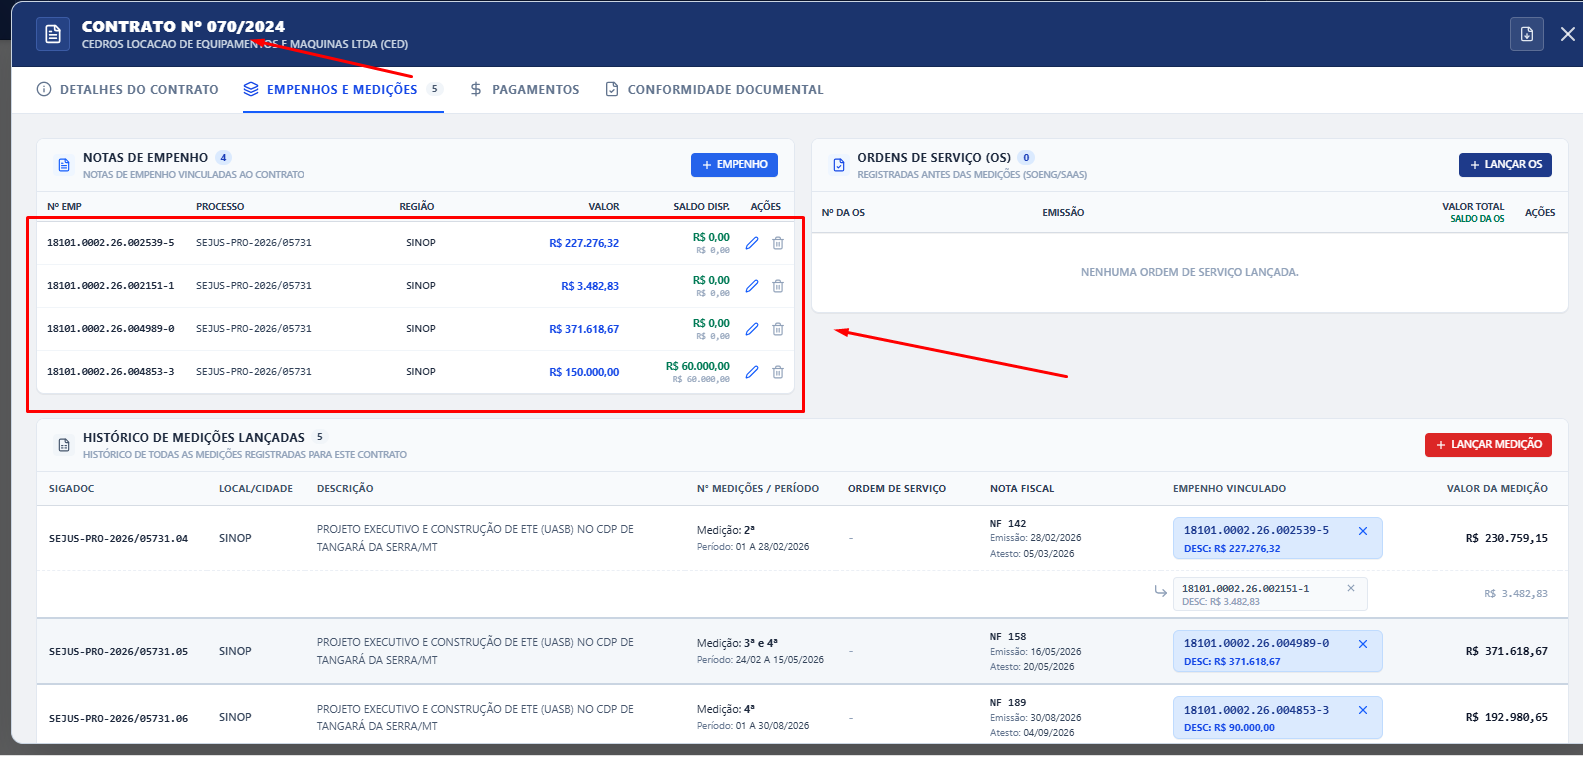 CONTRATO Nº 070/2024
CEDROS LOCACAO DE EQUIPAMENTOS E MAQUINAS LTDA (CED)
DETALHES DO CONTRATO
EMPENHOS E MEDIÇÕES 5
PAGAMENTOS
CONFORMIDADE DOCUMENTAL
NOTAS DE EMPENHO 4
NOTAS DE EMPENHO VINCULADAS AO CONTRATO
+ EMPENHO
Nº EMP PROCESSO REGIÃO VALOR SALDO DISP. AÇÕES
18101.0002.26.002539-5 SEJUS-PRO-2026/05731 SINOP R$ 227.276,32 R$ 0,00
R$ 0,00
18101.0002.26.002151-1 SEJUS-PRO-2026/05731 SINOP R$ 3.482,83 R$ 0,00
R$ 0,00
18101.0002.26.004989-0 SEJUS-PRO-2026/05731 SINOP R$ 371.618,67 R$ 0,00
R$ 0,00
18101.0002.26.004853-3 SEJUS-PRO-2026/05731 SINOP R$ 150.000,00 R$ 60.000,00
R$ 60.000,00
ORDENS DE SERVIÇO (OS) 0
REGISTRADAS ANTES DAS MEDIÇÕES (SOENG/SAAS)
+ LANÇAR OS
Nº DA OS EMISSÃO VALOR TOTAL AÇÕES
SALDO DA OS
NENHUMA ORDEM DE SERVIÇO LANÇADA.
HISTÓRICO DE MEDIÇÕES LANÇADAS 5
HISTÓRICO DE TODAS AS MEDIÇÕES REGISTRADAS PARA ESTE CONTRATO
+ LANÇAR MEDIÇÃO
SIGADOC LOCAL/CIDADE DESCRIÇÃO N° MEDIÇÕES / PERÍODO ORDEM DE SERVIÇO NOTA FISCAL EMPENHO VINCULADO VALOR DA MEDIÇÃO
SEJUS-PRO-2026/05731.04 SINOP
PROJETO EXECUTIVO E CONSTRUÇÃO DE ETE (UASB) NO CDP DE
TANGARÁ DA SERRA/MT
Medição: 2ª
Período: 01 A 28/02/2026
-
NF 142
Emissão: 28/02/2026
Atesto: 05/03/2026
18101.0002.26.002539-5 ×
DESC: R$ 227.276,32
R$ 230.759,15
18101.0002.26.002151-1 ×
DESC: R$ 3.482,83
R$ 3.482,83
SEJUS-PRO-2026/05731.05 SINOP
PROJETO EXECUTIVO E CONSTRUÇÃO DE ETE (UASB) NO CDP DE
TANGARÁ DA SERRA/MT
Medição: 3ª e 4ª
Período: 24/02 A 15/05/2026
-
NF 158
Emissão: 16/05/2026
Atesto: 20/05/2026
18101.0002.26.004989-0 ×
DESC: R$ 371.618,67
R$ 371.618,67
SEJUS-PRO-2026/05731.06 SINOP
PROJETO EXECUTIVO E CONSTRUÇÃO DE ETE (UASB) NO CDP DE
TANGARÁ DA SERRA/MT
Medição: 4ª
Período: 01 A 30/08/2026
-
NF 189
Emissão: 30/08/2026
Atesto: 04/09/2026
18101.0002.26.004853-3 ×
DESC: R$ 90.000,00
R$ 192.980,65